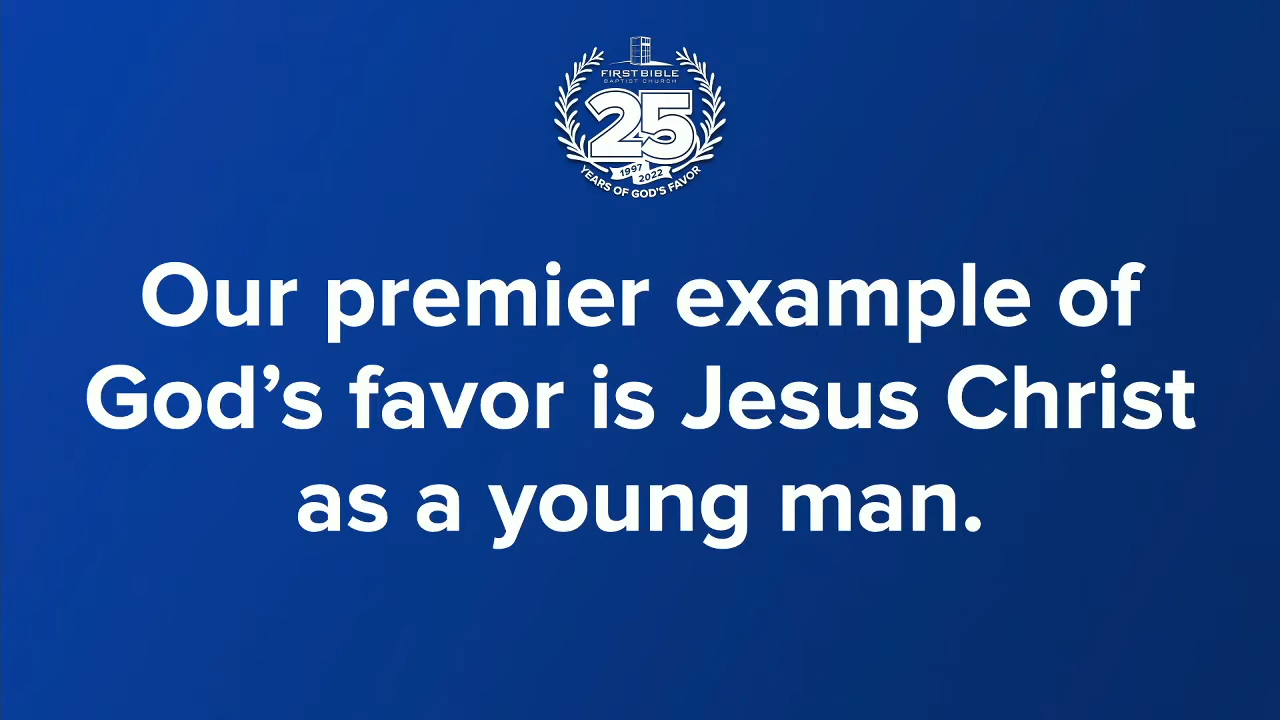 FIRST BIBLE
BAPTIST CHURCH
25
1997 2022
YEARS OF GOD'S FAVOR
Our premier example of
God’s favor is Jesus Christ
as a young man.